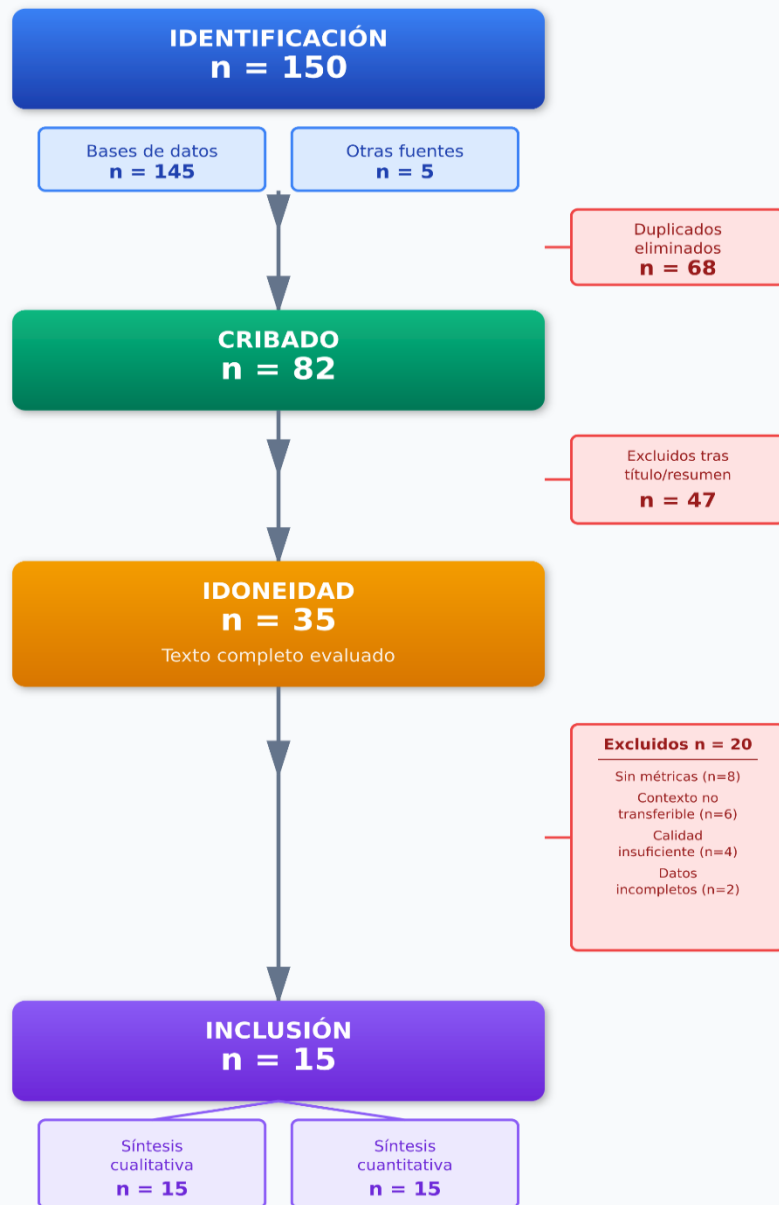 IDENTIFICACIÓN
n = 150
Bases de datos
n = 145
Otras fuentes
n = 5
Duplicados
eliminados
n = 68
CRIBADO
n = 82
Excluidos tras
título/resumen
n = 47
IDONEIDAD
n = 35
Texto completo evaluado
Excluidos n = 20
Sin métricas (n=8)
Contexto no
transferible (n=6)
Calidad
insuficiente (n=4)
Datos
incompletos (n=2)
INCLUSIÓN
n = 15
Síntesis
cualitativa
n = 15
Síntesis
cuantitativa
n = 15